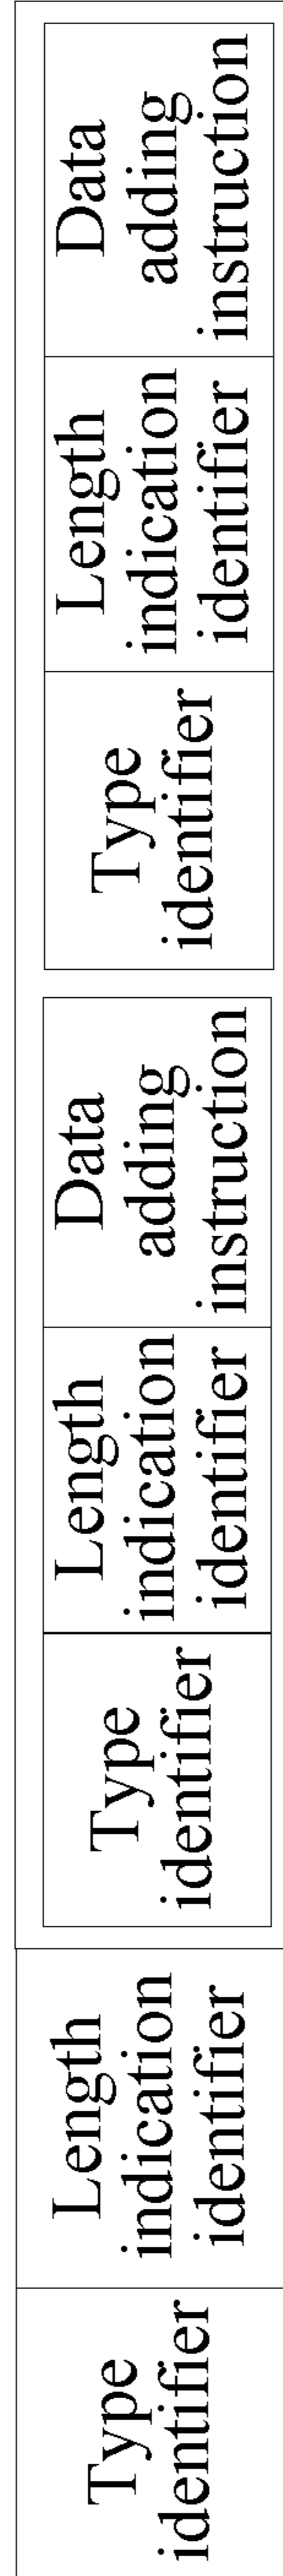 Type
identifier
Length
indication
identifier
Type
identifier
Length
indication
identifier
Data
adding
instruction
Type
identifier
Length
indication
identifier
Data
adding
instruction